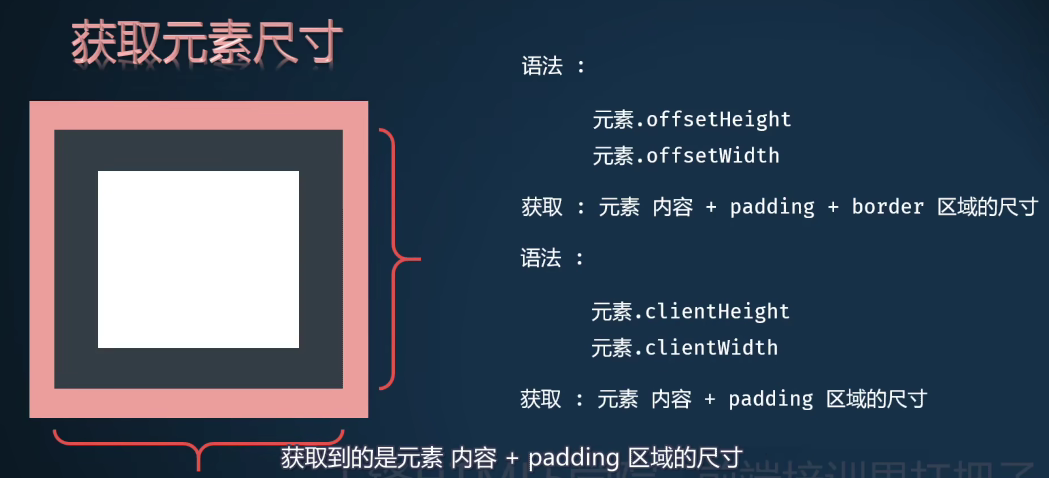 获取元素尺寸
语法 :
元素.offsetHeight
元素.offsetWidth
获取 : 元素 内容 + padding + border 区域的尺寸
语法 :
元素.clientHeight
元素.clientWidth
获取 : 元素 内容 + padding 区域的尺寸
获取到的是元素 内容 + padding 区域的尺寸